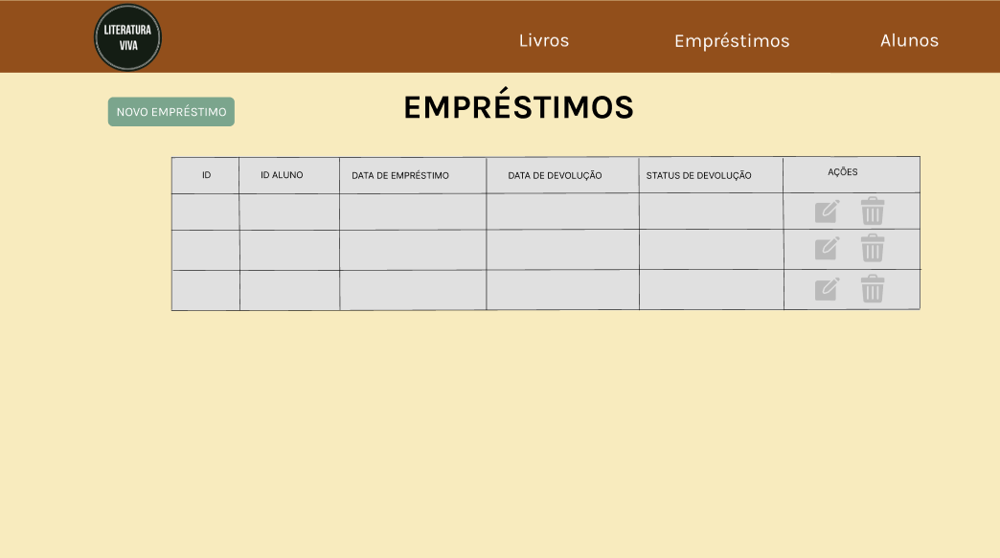 LITERATURA
VIVA
Livros
Empréstimos
Alunos
NOVO EMPRÉSTIMO
EMPRÉSTIMOS
ID
ID ALUNO
DATA DE EMPRÉSTIMO
DATA DE DEVOLUÇÃO
STATUS DE DEVOLUÇÃO
AÇÕES